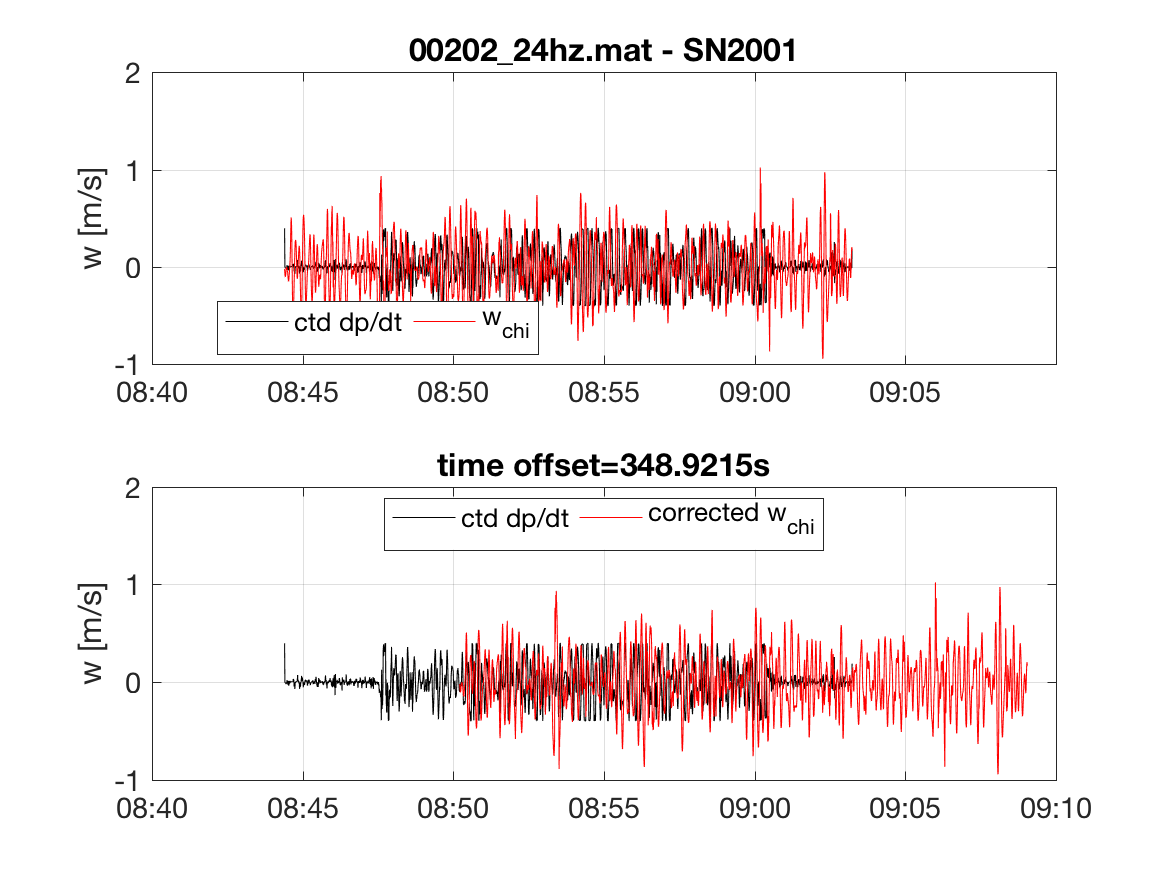 00202_24hz.mat - SN2001
2
1
0
-1
w [m/s]
ctd dp/dt w_chi
08:40 08:45 08:50 08:55 09:00 09:05
time offset=348.9215s
2
1
0
-1
w [m/s]
ctd dp/dt corrected w_chi
08:40 08:45 08:50 08:55 09:00 09:05 09:10